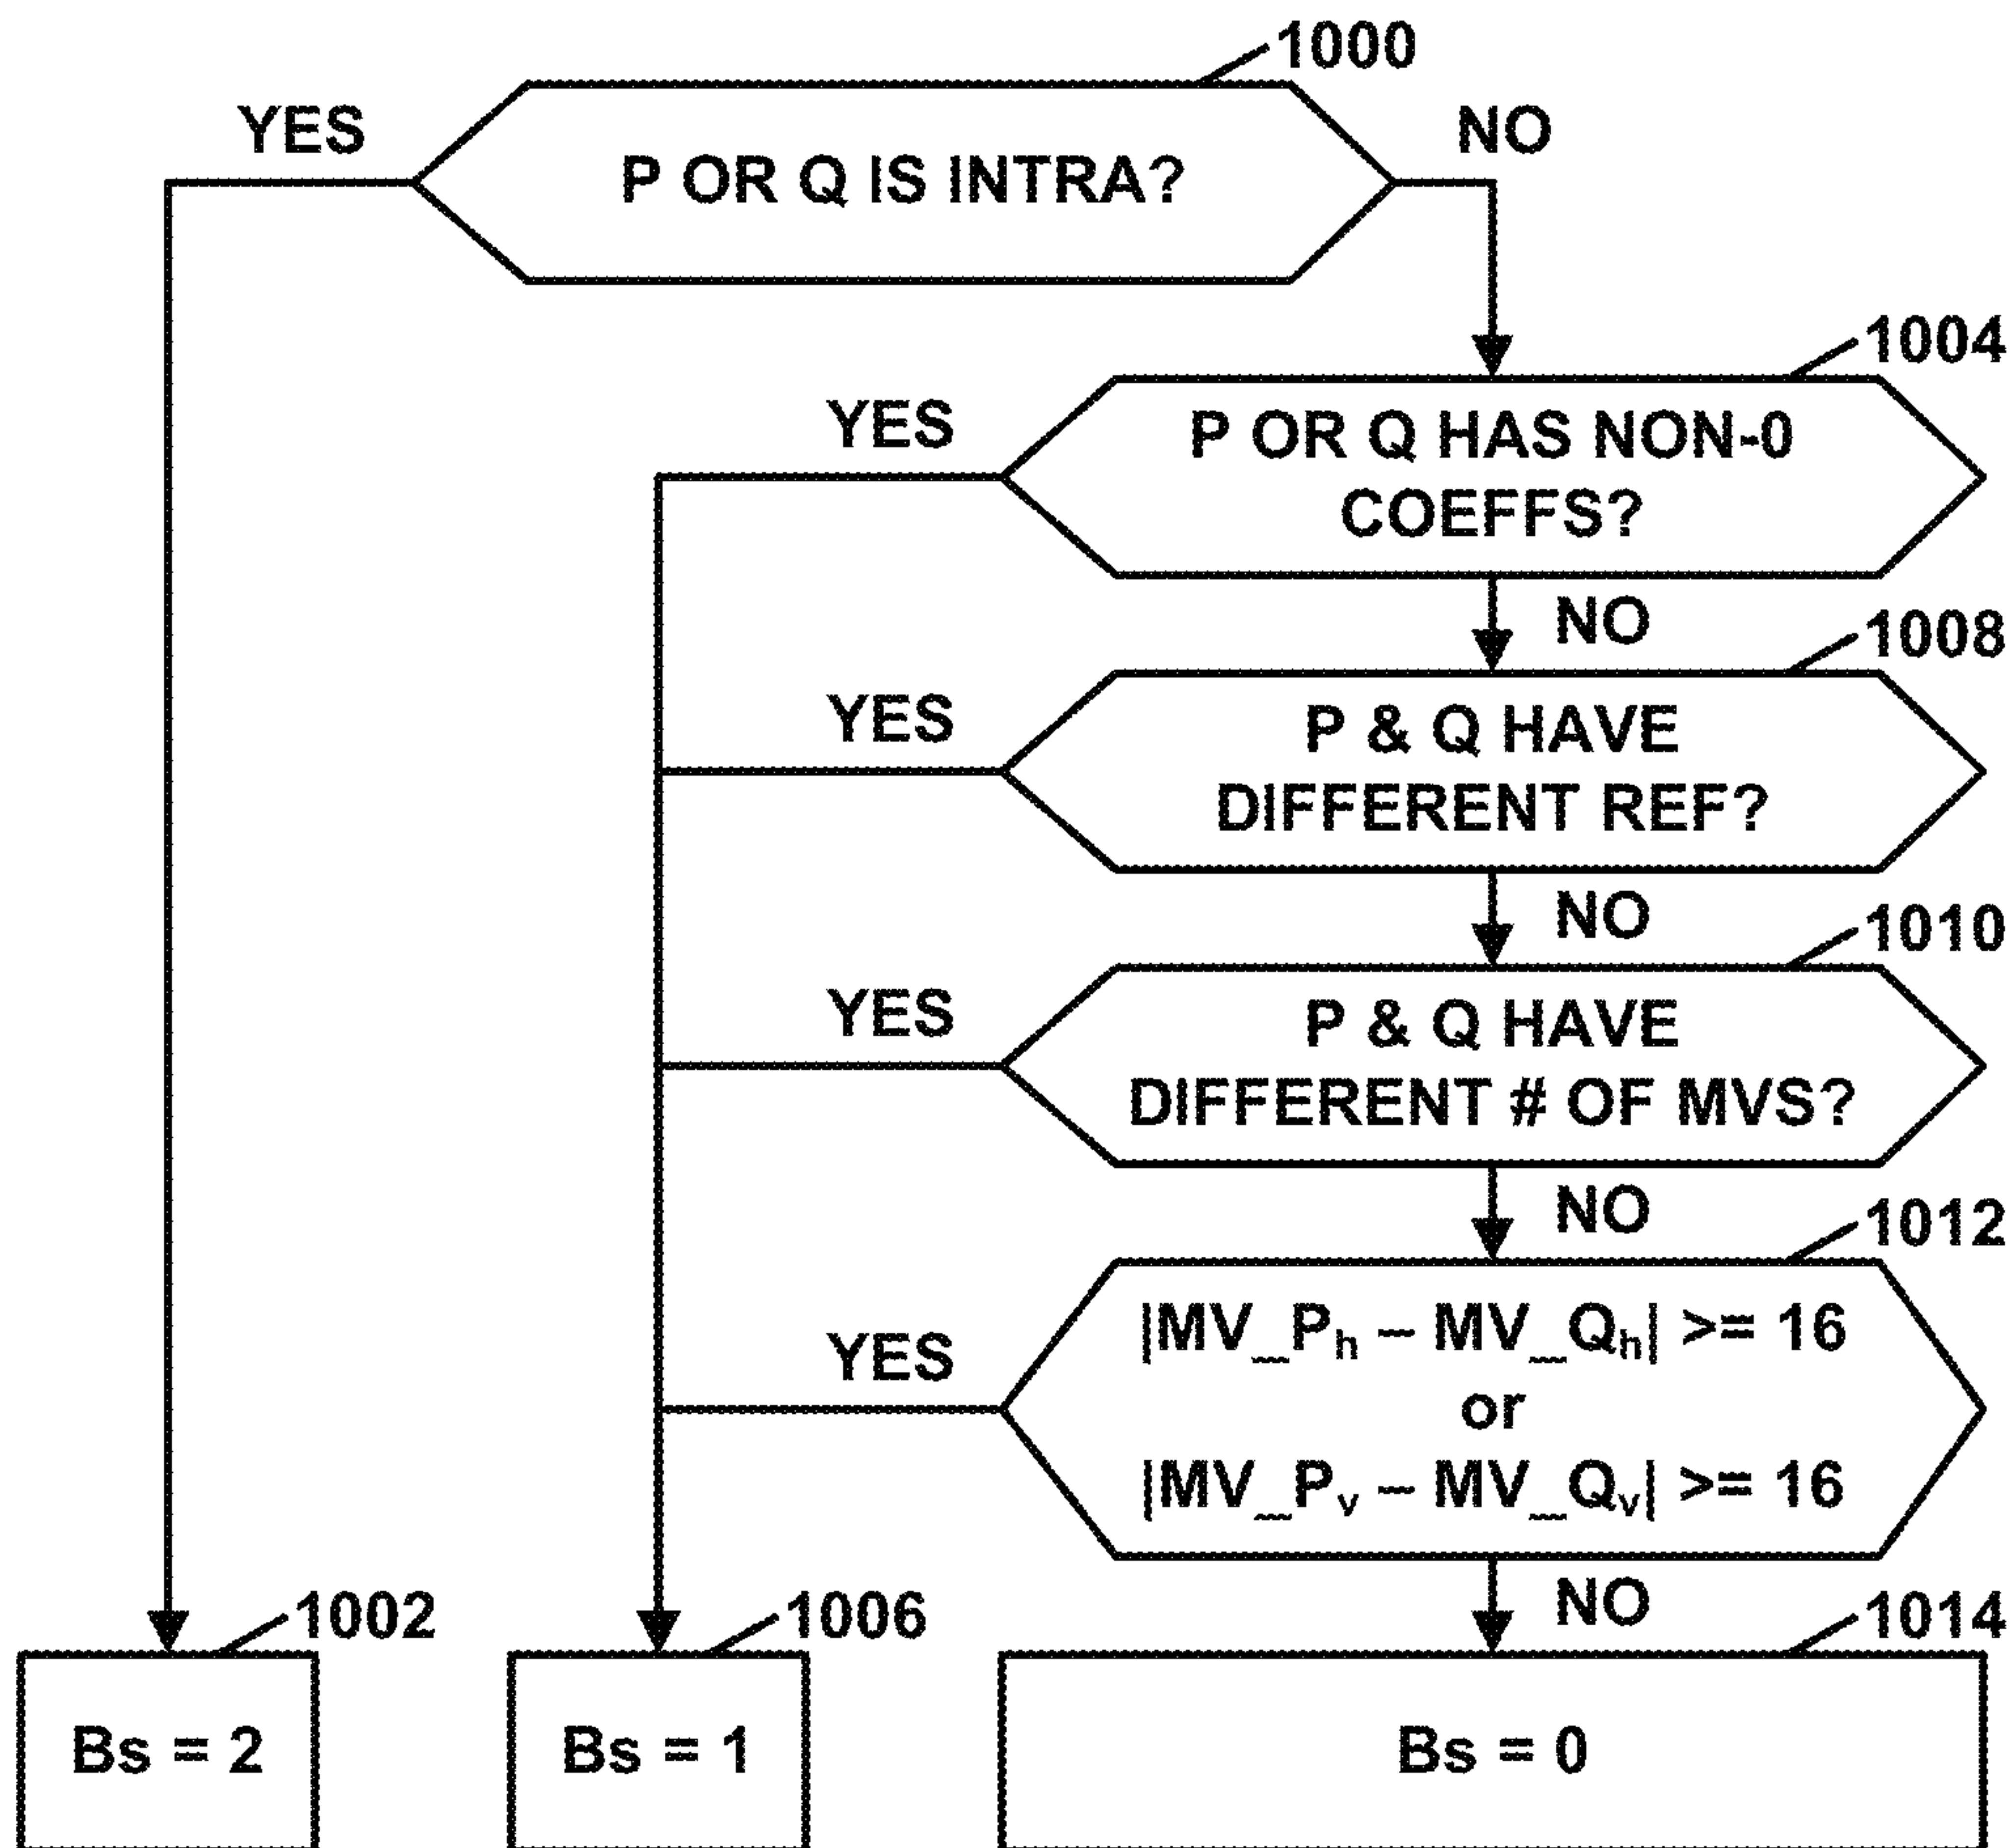 1000
YES
NO
P OR Q IS INTRA?
1004
YES
P OR Q HAS NON-0
COEFFS?
NO
1008
YES
P & Q HAVE
DIFFERENT REF?
NO
1010
YES
P & Q HAVE
DIFFERENT # OF MVS?
NO
1012
YES
|MV_Pₕ – MV_Qₕ| >= 16
or
|MV_Pᵥ – MV_Qᵥ| >= 16
NO
1002
1006
1014
Bs = 2
Bs = 1
Bs = 0